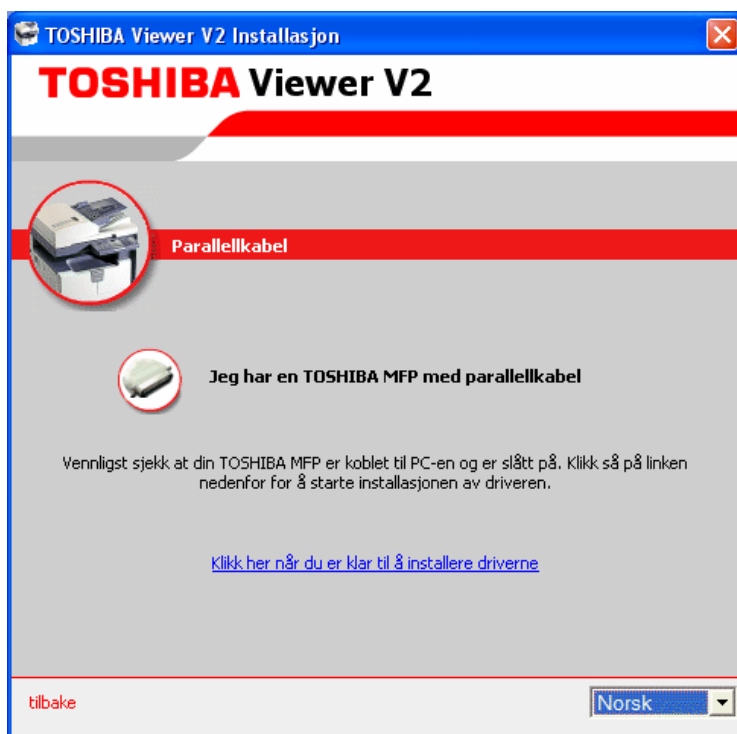 TOSHIBA Viewer V2 Installasjon
TOSHIBA Viewer V2
Parallellkabel
Jeg har en TOSHIBA MFP med parallellkabel
Vennligst sjekk at din TOSHIBA MFP er koblet til PC-en og er slått på. Klikk så på linken
nedenfor for å starte installasjonen av driveren.
Klikk her når du er klar til å installere driverne
tilbake
Norsk